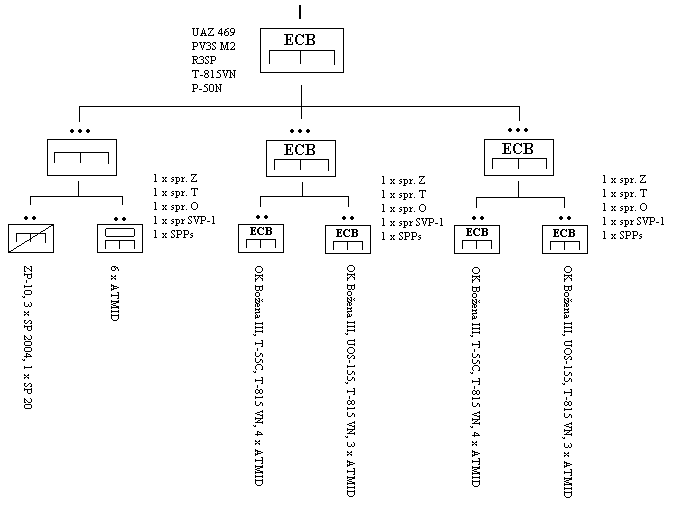 UAZ 469
PV3S M2
R3SP
T-815VN
P-50N
ECB
ECB
ECB
1 x spr. Z
1 x spr. T
1 x spr. O
1 x spr SVP-1
1 x SPPs
1 x spr. Z
1 x spr. T
1 x spr. O
1 x spr SVP-1
1 x SPPs
1 x spr. Z
1 x spr. T
1 x spr. O
1 x spr SVP-1
1 x SPPs
ECB
ECB
ECB
ECB
ZP-10, 3 x SP 2004, 1 x SP 20
6 x ATMID
OK Božena III, T-55C, T-815 VN, 4 x ATMID
OK Božena III, UOS-155, T-815 VN, 3 x ATMID
OK Božena III, T-55C, T-815 VN, 4 x ATMID
OK Božena III, UOS-155, T-815 VN, 3 x ATMID